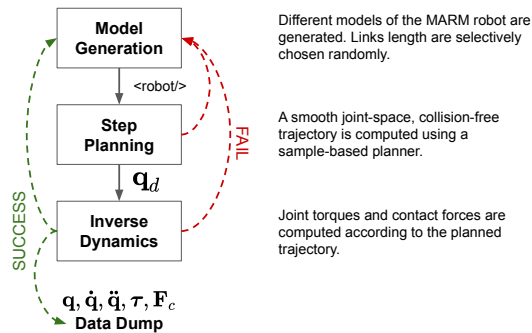 Model
Generation
Different models of the MARM robot are
generated. Links length are selectively
chosen randomly.
<robot/>
Step
Planning
A smooth joint-space, collision-free
trajectory is computed using a
sample-based planner.
FAIL
𝐪_d
SUCCESS
Inverse
Dynamics
Joint torques and contact forces are
computed according to the planned
trajectory.
𝐪, 𝐪̇, 𝐪̈, 𝝉, 𝐅_c
Data Dump